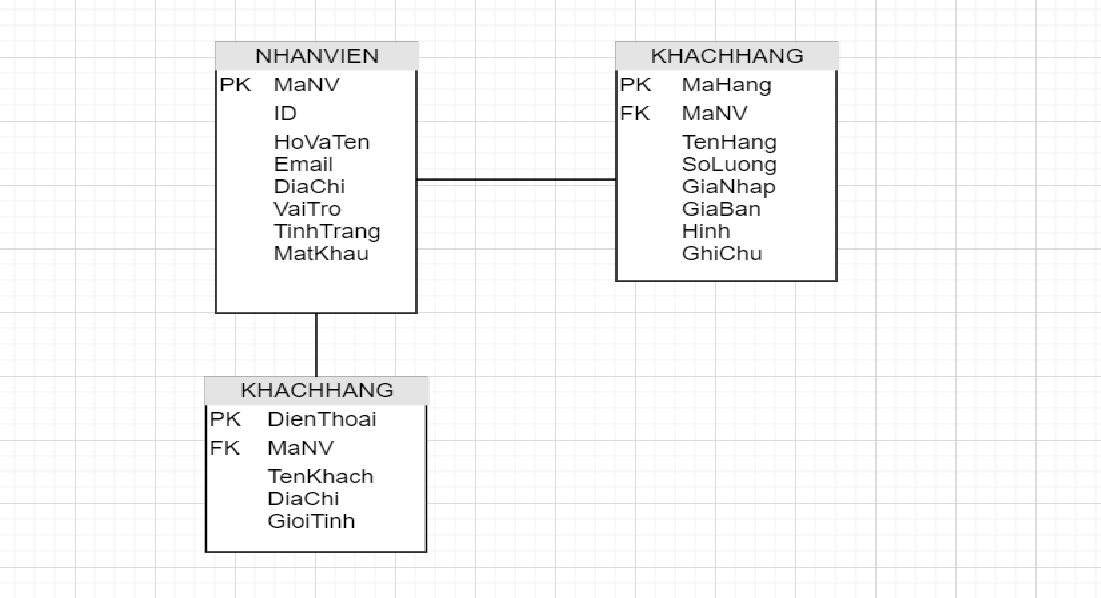 NHANVIEN
PK MaNV
ID
HoVaTen
Email
DiaChi
VaiTro
TinhTrang
MatKhau
KHACHHANG
PK MaHang
FK MaNV
TenHang
SoLuong
GiaNhap
GiaBan
Hinh
GhiChu
KHACHHANG
PK DienThoai
FK MaNV
TenKhach
DiaChi
GioiTinh